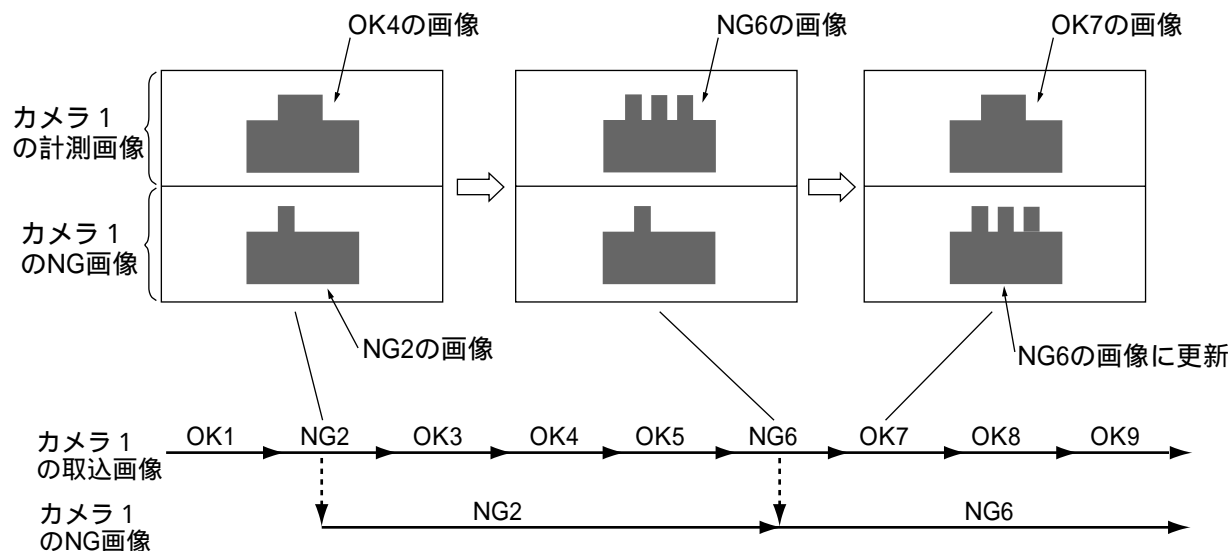 OK4の画像
NG6の画像
OK7の画像
カメラ1
の計測画像
カメラ1
のNG画像
NG2の画像
NG6の画像に更新
カメラ1
の取込画像
OK1
NG2
OK3
OK4
OK5
NG6
OK7
OK8
OK9
カメラ1
のNG画像
NG2
NG6